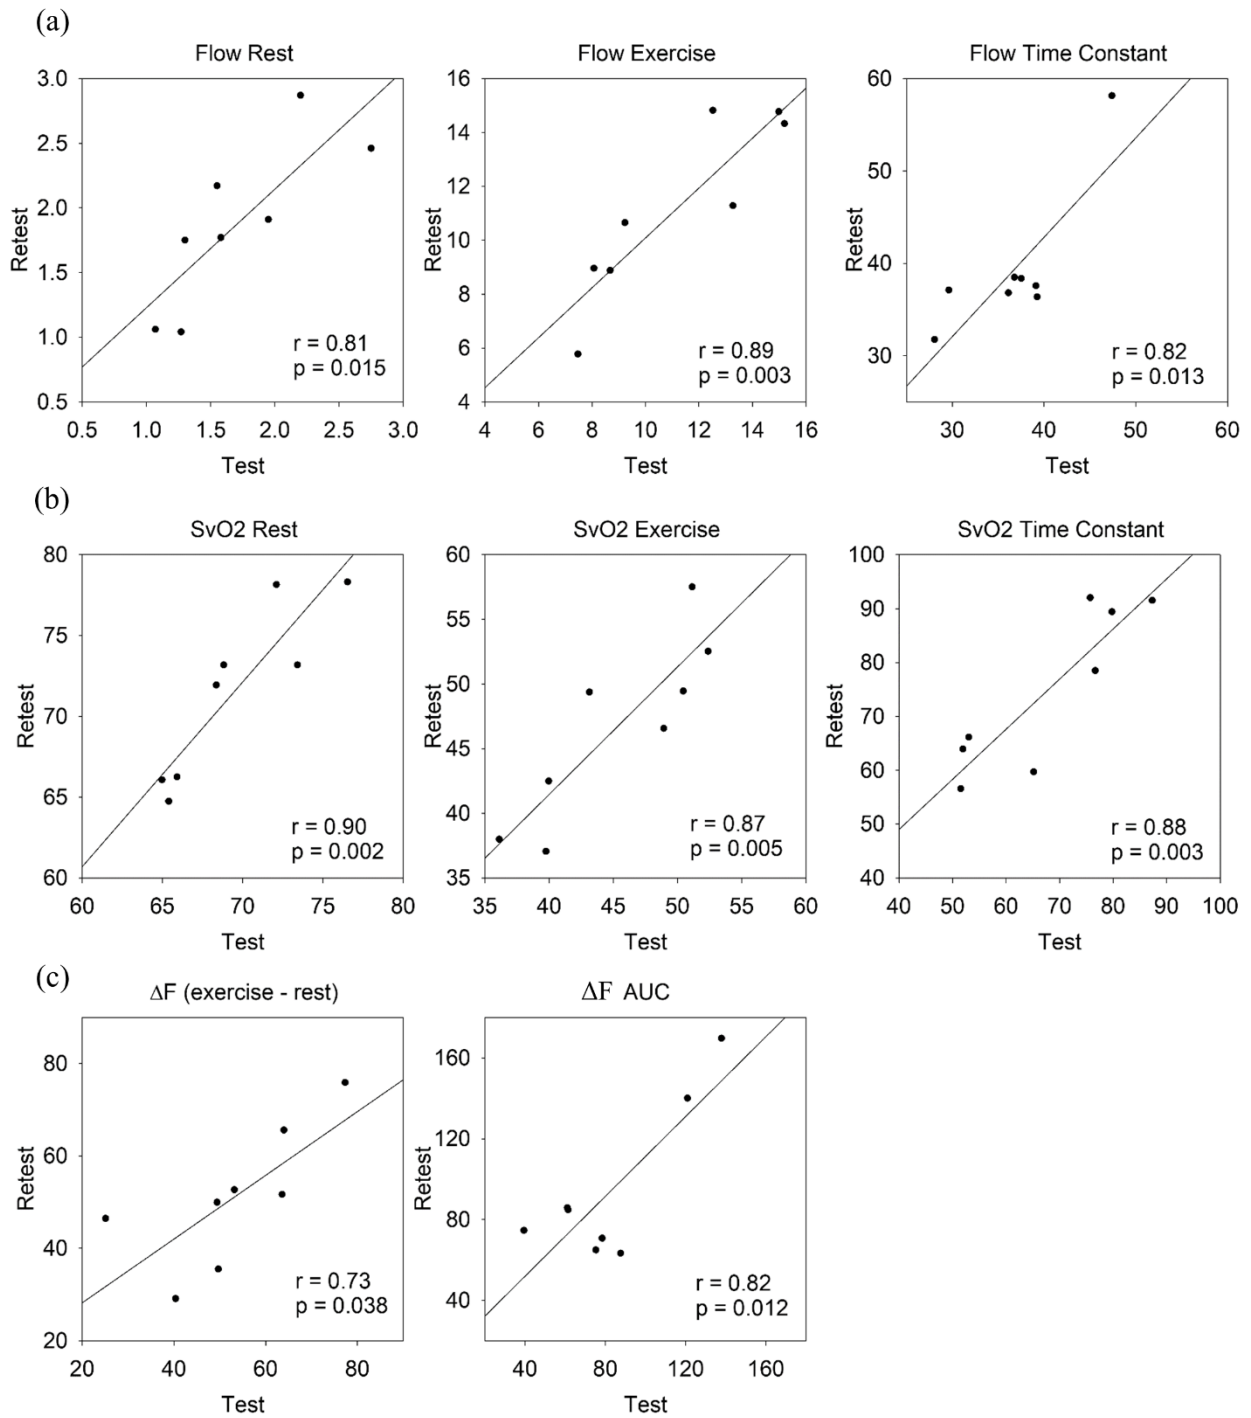 (a)
Flow Rest
3.0
2.5
2.0
1.5
1.0
0.5
Retest
r = 0.81
p = 0.015
0.5 1.0 1.5 2.0 2.5 3.0
Test
Flow Exercise
16
14
12
10
8
6
4
Retest
r = 0.89
p = 0.003
4 6 8 10 12 14 16
Test
Flow Time Constant
60
50
40
30
Retest
r = 0.82
p = 0.013
30 40 50 60
Test
(b)
SvO2 Rest
80
75
70
65
60
Retest
r = 0.90
p = 0.002
60 65 70 75 80
Test
SvO2 Exercise
60
55
50
45
40
35
Retest
r = 0.87
p = 0.005
35 40 45 50 55 60
Test
SvO2 Time Constant
100
90
80
70
60
50
40
Retest
r = 0.88
p = 0.003
40 50 60 70 80 90 100
Test
(c)
ΔF (exercise - rest)
80
60
40
20
Retest
r = 0.73
p = 0.038
20 40 60 80
Test
ΔF AUC
160
120
80
40
Retest
r = 0.82
p = 0.012
40 80 120 160
Test